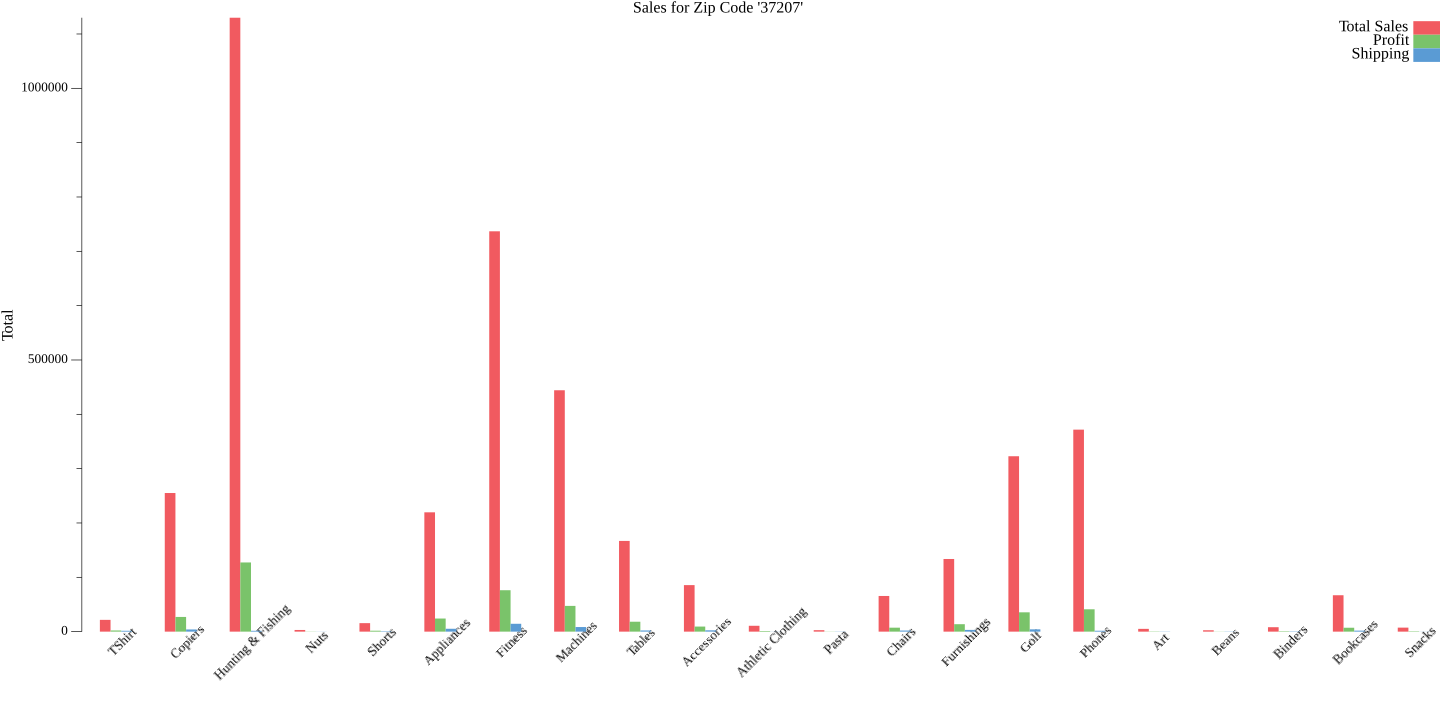 Sales for Zip Code '37207'
Total Sales
Profit
Shipping
1000000
500000
0
Total
TShirt
Copiers
Hunting & Fishing
Nuts
Shorts
Appliances
Fitness
Machines
Tables
Accessories
Athletic Clothing
Pasta
Chairs
Furnishings
Golf
Phones
Art
Beans
Binders
Bookcases
Snacks